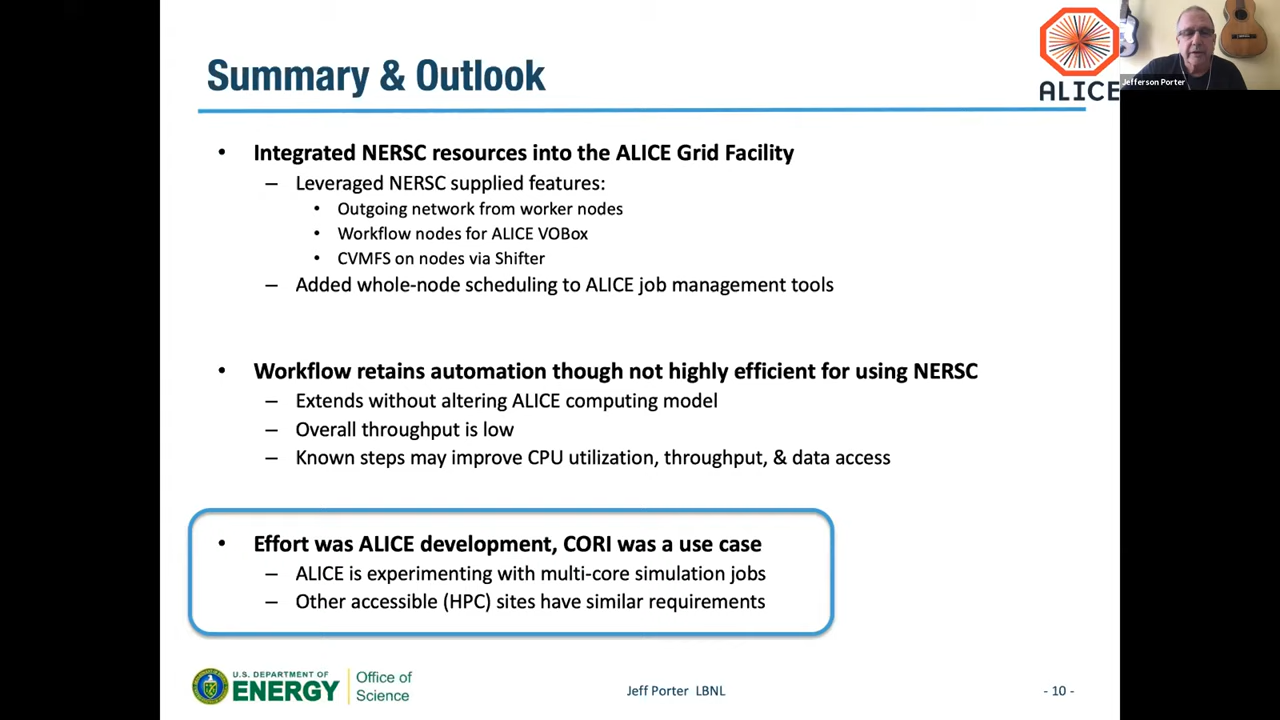 Summary & Outlook
ALICE
Jefferson Porter
• Integrated NERSC resources into the ALICE Grid Facility
– Leveraged NERSC supplied features:
• Outgoing network from worker nodes
• Workflow nodes for ALICE VOBox
• CVMFS on nodes via Shifter
– Added whole-node scheduling to ALICE job management tools
• Workflow retains automation though not highly efficient for using NERSC
– Extends without altering ALICE computing model
– Overall throughput is low
– Known steps may improve CPU utilization, throughput, & data access
• Effort was ALICE development, CORI was a use case
– ALICE is experimenting with multi-core simulation jobs
– Other accessible (HPC) sites have similar requirements
U.S. DEPARTMENT OF
ENERGY
Office of
Science
Jeff Porter LBNL
- 10 -